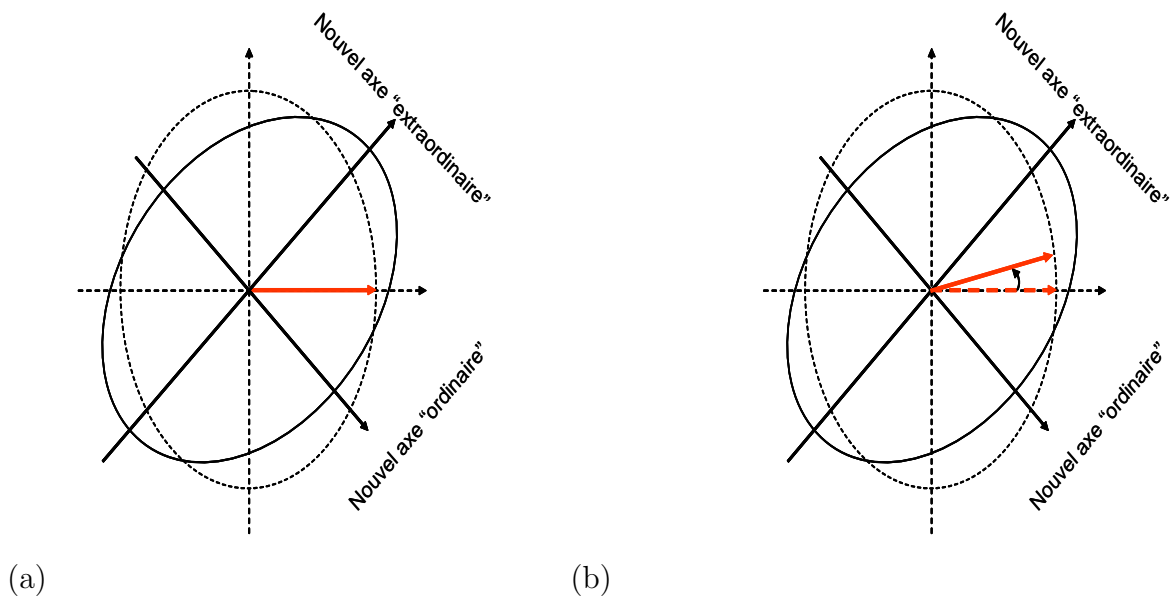 Nouvel axe “extraordinaire”
Nouvel axe “ordinaire”
(a)
Nouvel axe “extraordinaire”
Nouvel axe “ordinaire”
(b)